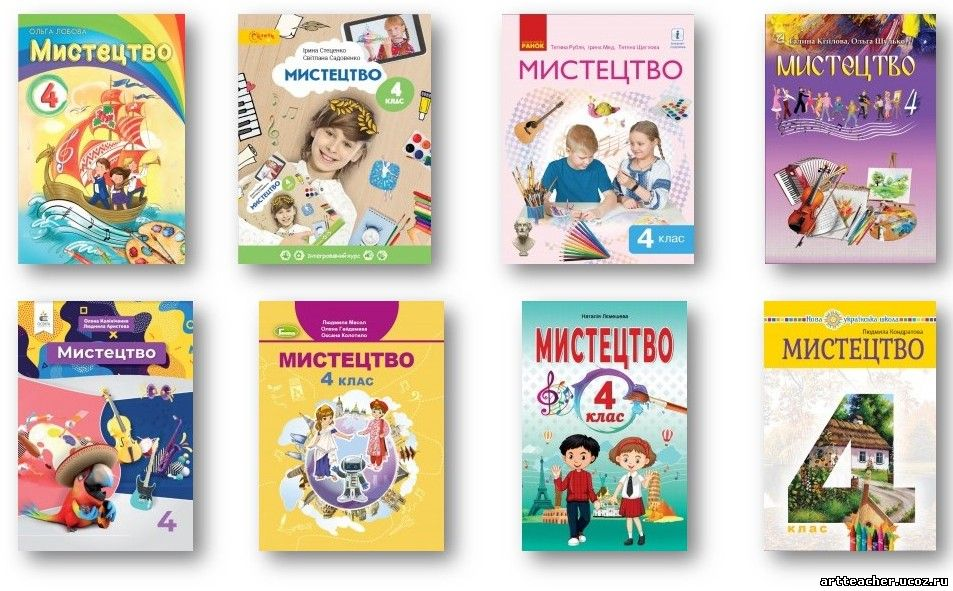 ОЛЬГА ЛОБОВА
Мистецтво
4
Ірина Стеценко
Світлана Садовенко
МИСТЕЦТВО
4
КЛАС
МИСТЕЦТВО
Інтегрований курс
РАНОК
Тетяна Рубля, Ірина Мед, Тетяна Щеглова
МИСТЕЦТВО
4 клас
Галина Кізілова, Ольга Шулько
МИСТЕЦТВО
4
Олена Калініченко
Людмила Аристова
Мистецтво
4
Людмила Масол
Олена Гайдамака
Оксана Колотило
МИСТЕЦТВО
4 КЛАС
Наталія Лємешева
МИСТЕЦТВО
4
клас
Нова українська школа
Людмила Кондратова
МИСТЕЦТВО
4
клас
artteacher.ucoz.ru